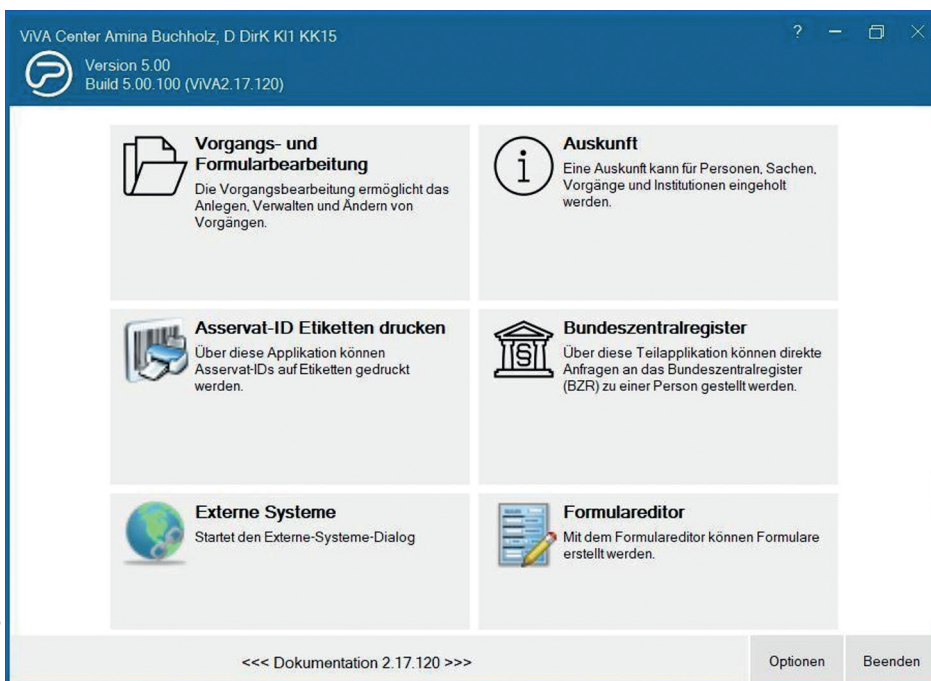 ViVA Center Amina Buchholz, D DirK KI1 KK15
?
Version 5.00
Build 5.00.100 (ViVA2.17.120)
Vorgangs- und
Formularbearbeitung
Die Vorgangsbearbeitung ermöglicht das
Anlegen, Verwalten und Ändern von
Vorgängen.
Auskunft
Eine Auskunft kann für Personen, Sachen,
Vorgänge und Institutionen eingeholt
werden.
Asservat-ID Etiketten drucken
Über diese Applikation können
Asservat-IDs auf Etiketten gedruckt
werden.
Bundeszentralregister
Über diese Teilapplikation können direkte
Anfragen an das Bundeszentralregister
(BZR) zu einer Person gestellt werden.
Externe Systeme
Startet den Externe-Systeme-Dialog
Formulareditor
Mit dem Formulareditor können Formulare
erstellt werden.
<<< Dokumentation 2.17.120 >>>
Optionen
Beenden